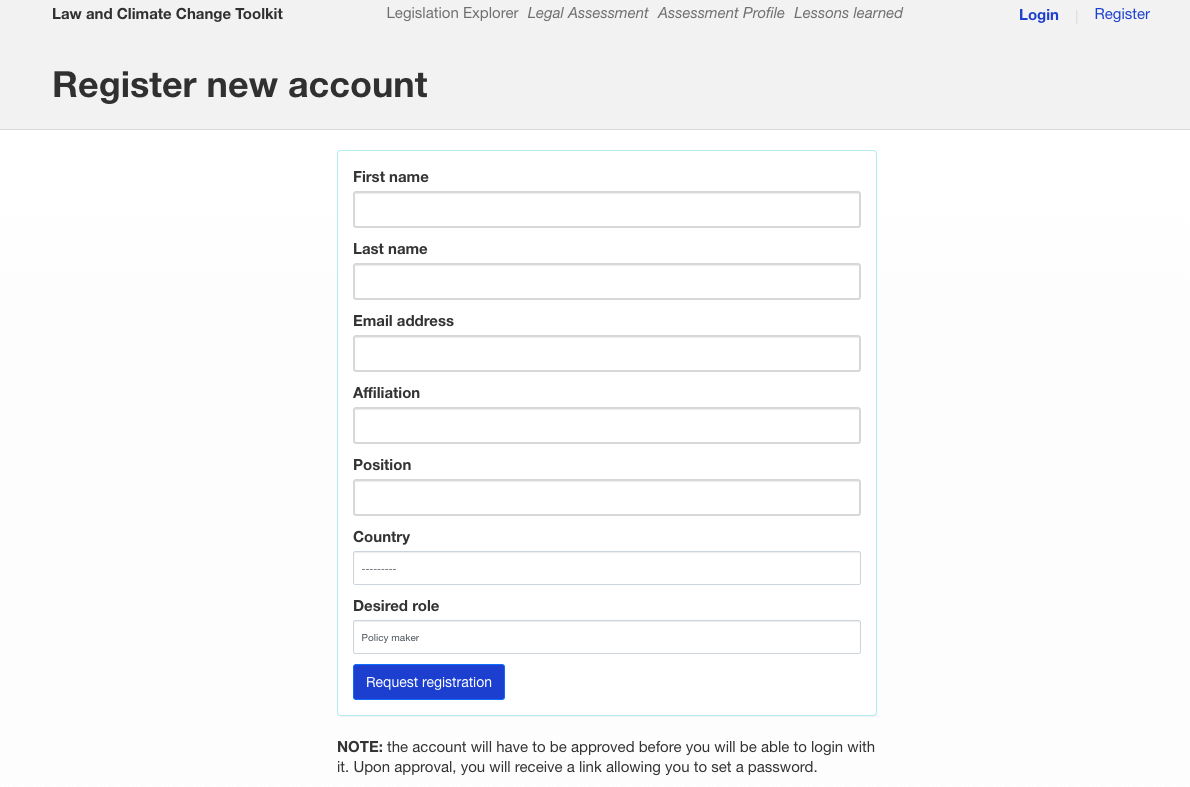 Law and Climate Change Toolkit Legislation Explorer Legal Assessment Assessment Profile Lessons learned Login Register
Register new account
First name
Last name
Email address
Affiliation
Position
Country
---------
Desired role
Policy maker
Request registration
NOTE: the account will have to be approved before you will be able to login with
it. Upon approval, you will receive a link allowing you to set a password.